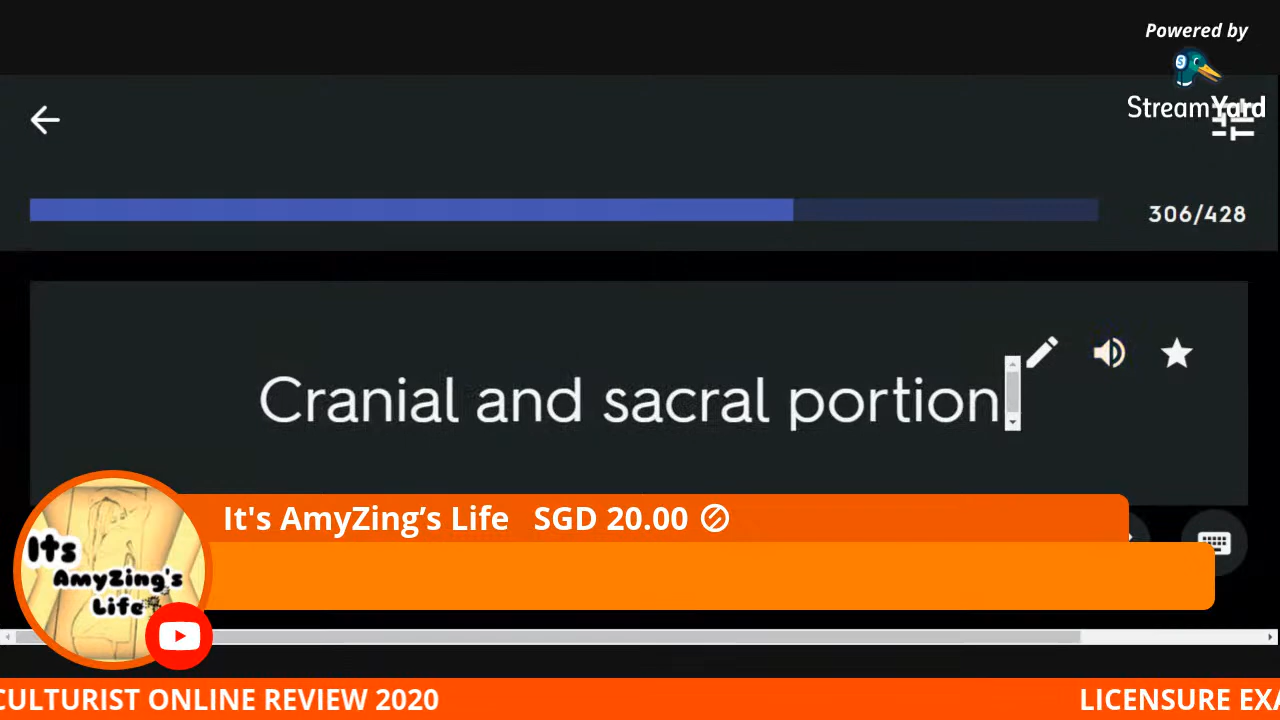 Powered by
StreamYard
306/428
Cranial and sacral portion
It's AmyZing’s Life SGD 20.00
Its
AmyZing's
Life
CULTURIST ONLINE REVIEW 2020 LICENSURE EXA